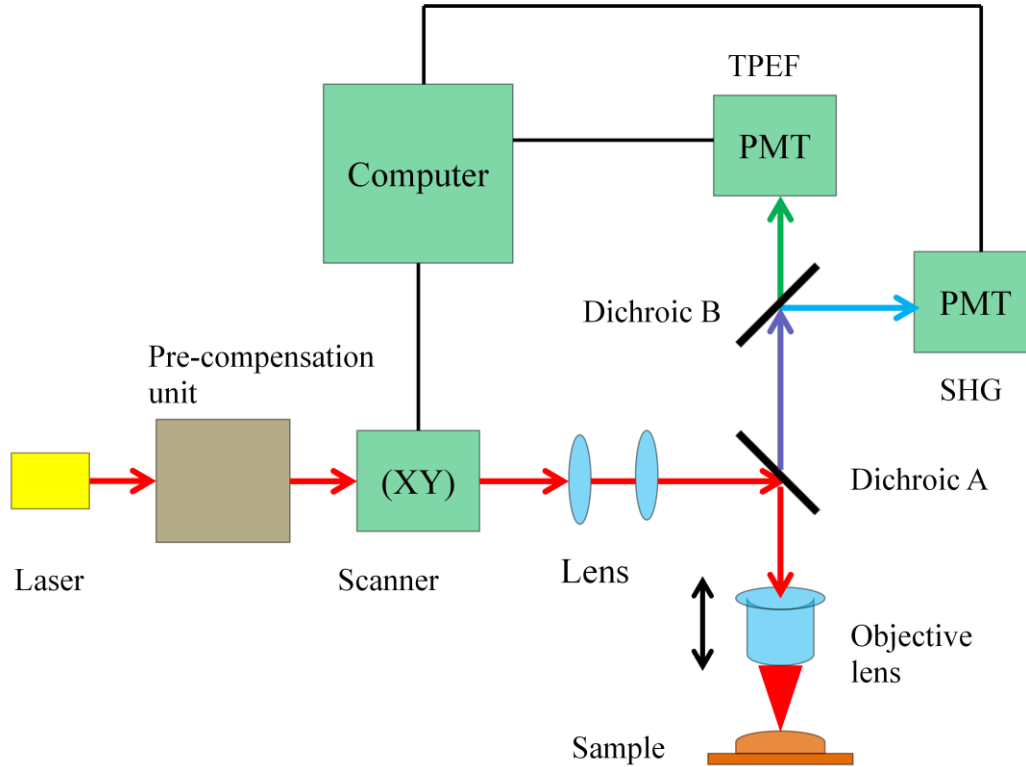 TPEF
PMT
Computer
Dichroic B
PMT
SHG
Pre-compensation
unit
(XY)
Dichroic A
Laser
Scanner
Lens
Objective
lens
Sample